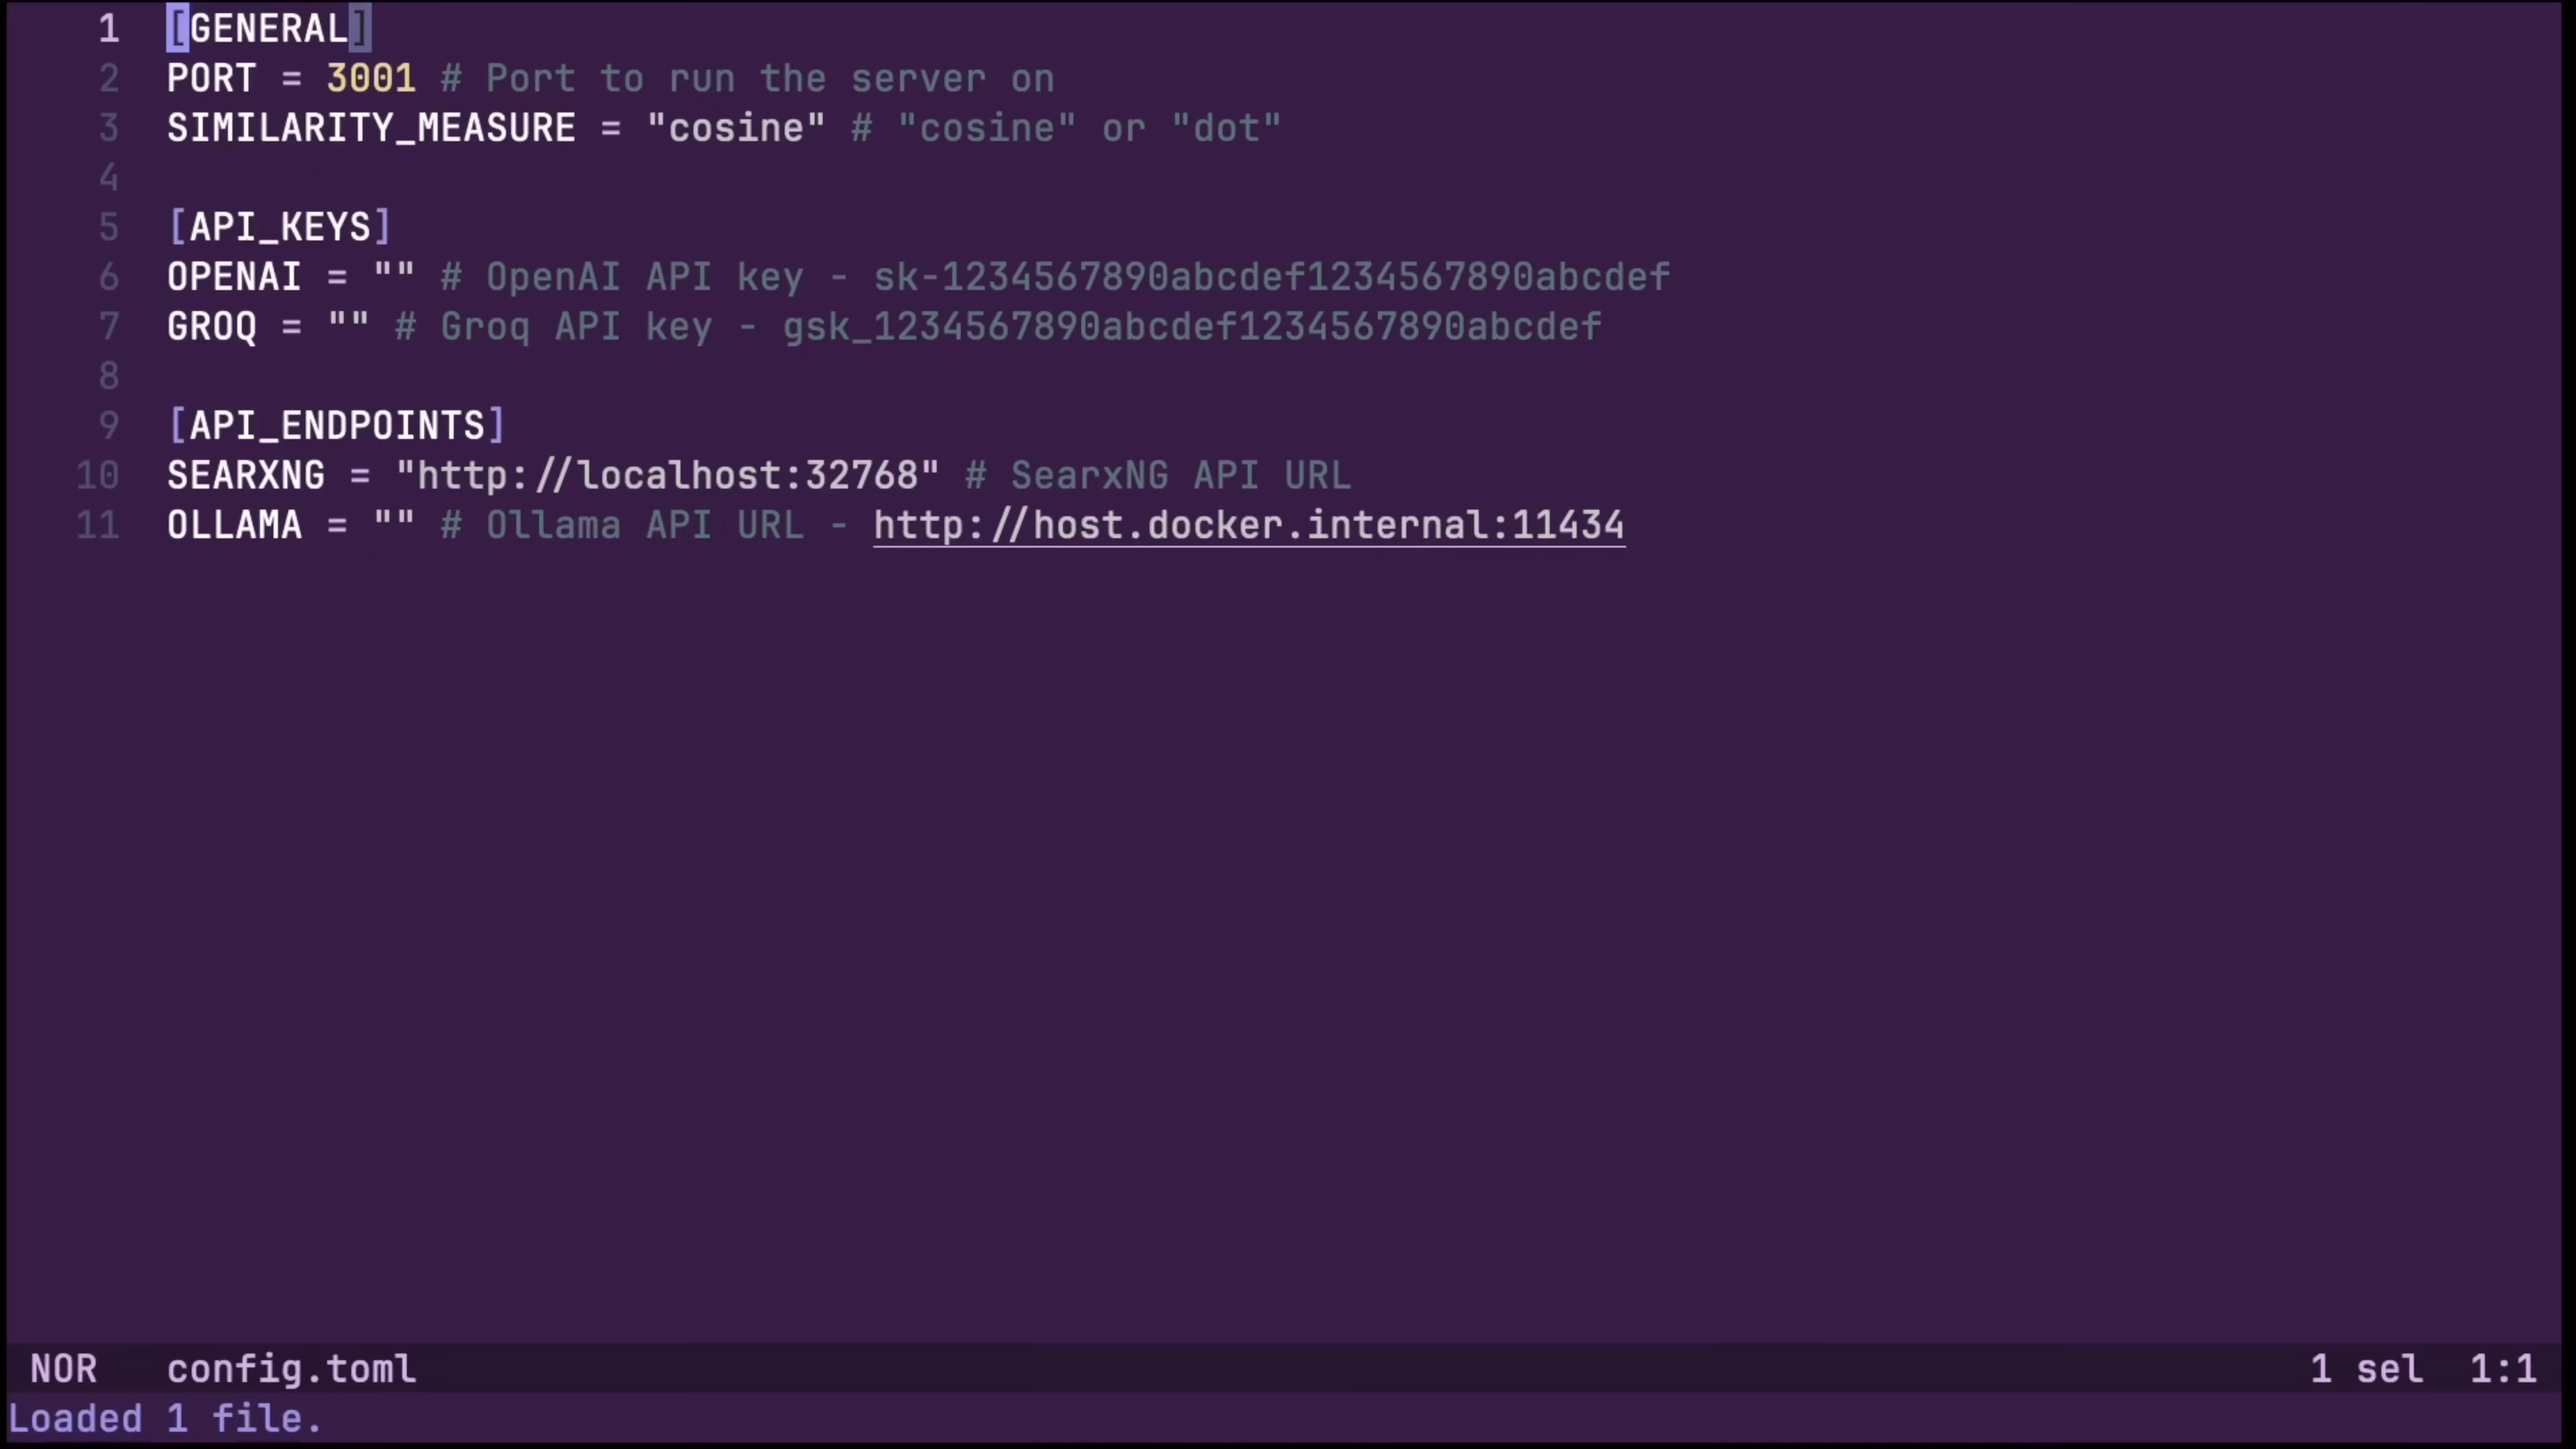 1 [GENERAL]
2 PORT = 3001 # Port to run the server on
3 SIMILARITY_MEASURE = "cosine" # "cosine" or "dot"
4
5 [API_KEYS]
6 OPENAI = "" # OpenAI API key - sk-1234567890abcdef1234567890abcdef
7 GROQ = "" # Groq API key - gsk_1234567890abcdef1234567890abcdef
8
9 [API_ENDPOINTS]
10 SEARXNG = "http://localhost:32768" # SearxNG API URL
11 OLLAMA = "" # Ollama API URL - http://host.docker.internal:11434
NOR config.toml 1 sel 1:1
Loaded 1 file.